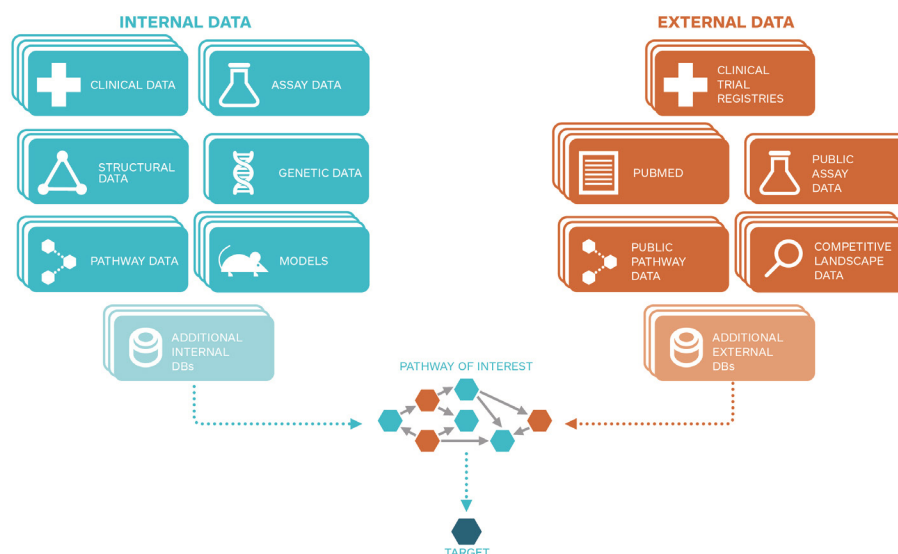 INTERNAL DATA
CLINICAL DATA
ASSAY DATA
STRUCTURAL
DATA
GENETIC DATA
PATHWAY DATA
MODELS
ADDITIONAL
INTERNAL
DBs
EXTERNAL DATA
CLINICAL
TRIAL
REGISTRIES
PUBMED
PUBLIC
ASSAY
DATA
PUBLIC
PATHWAY
DATA
COMPETITIVE
LANDSCAPE
DATA
ADDITIONAL
EXTERNAL
DBs
PATHWAY OF INTEREST
TARGET